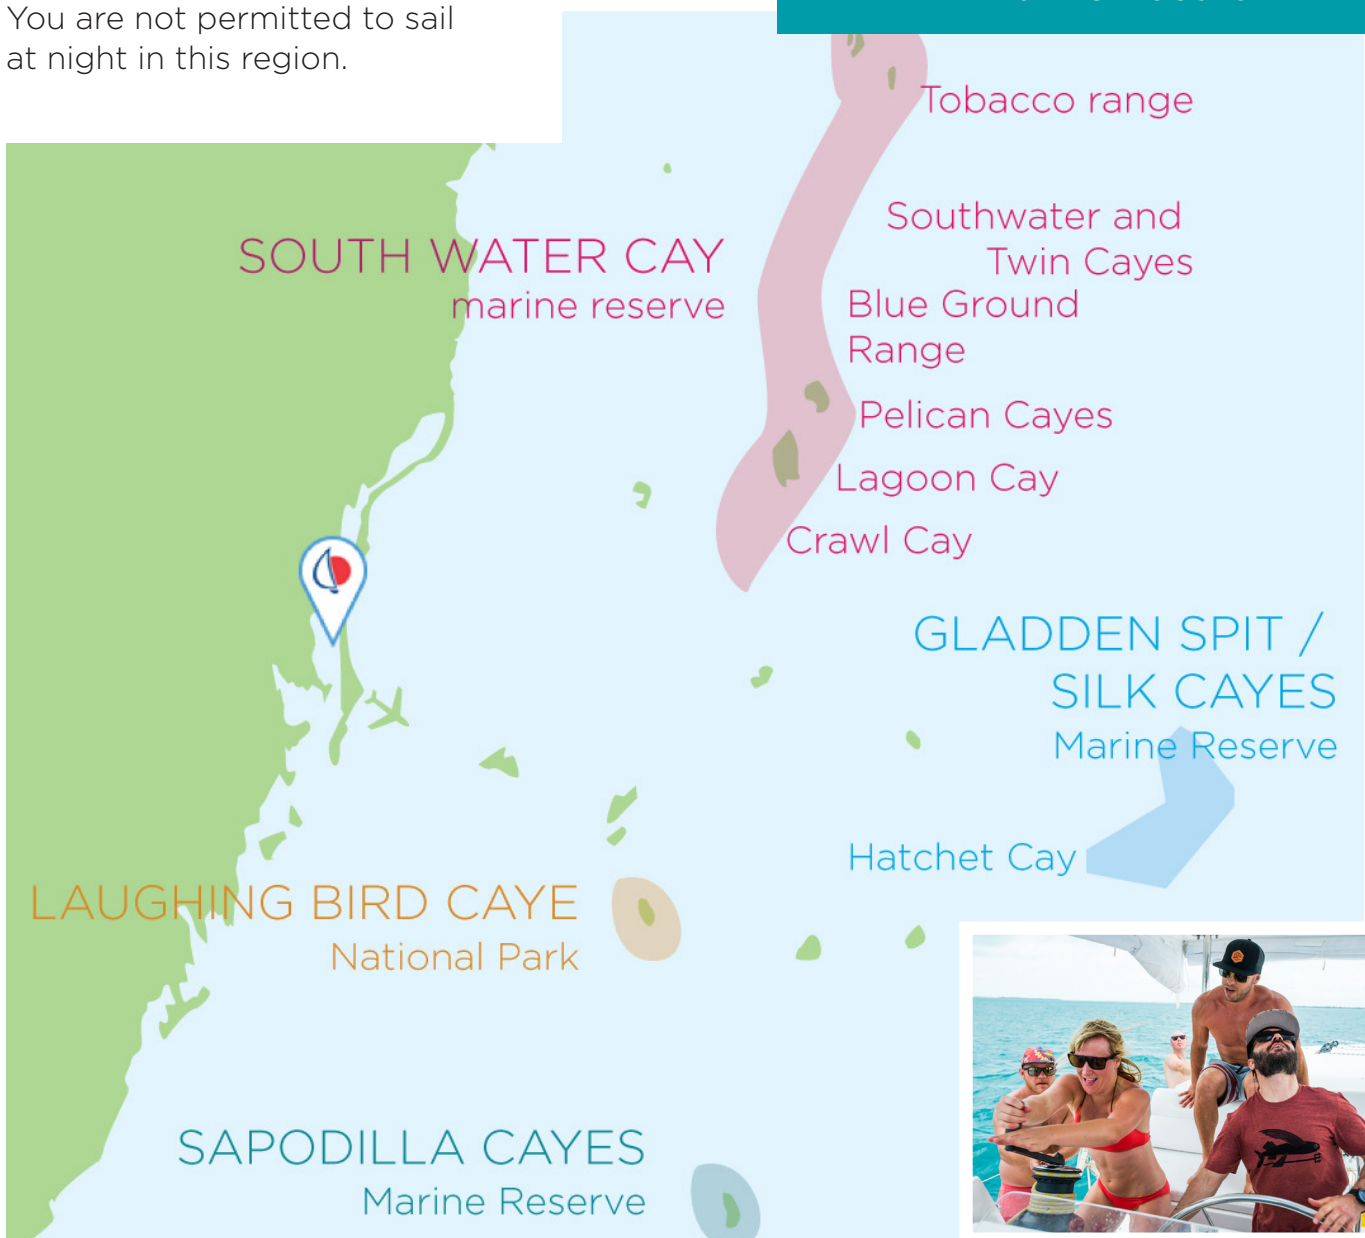 You are not permitted to sail
at night in this region.
Tobacco range
Southwater and
Twin Cayes
SOUTH WATER CAY
marine reserve
Blue Ground
Range
Pelican Cayes
Lagoon Cay
Crawl Cay
GLADDEN SPIT /
SILK CAYES
Marine Reserve
Hatchet Cay
LAUGHING BIRD CAYE
National Park
SAPODILLA CAYES
Marine Reserve